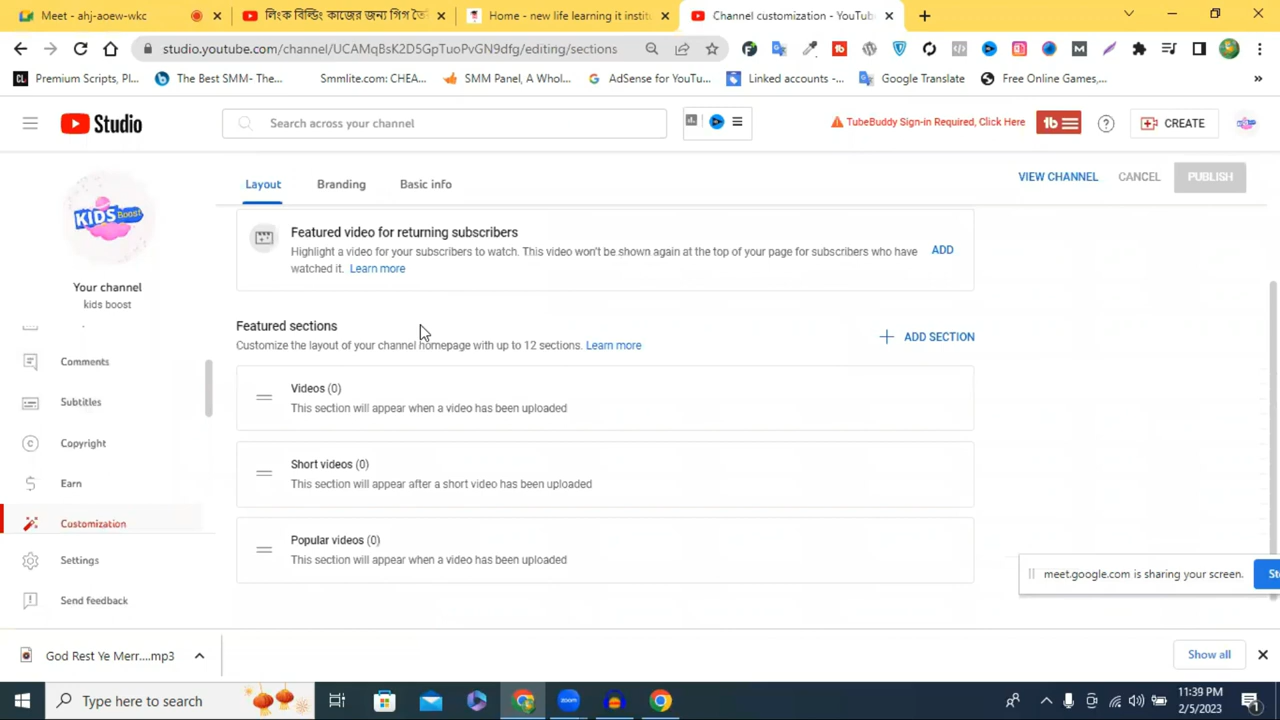 Meet - ahj-aoew-wkc
লিংক বিল্ডিং কাজের জন্য গিগ তৈ
Home - new life learning it instit
Channel customization - YouTub
studio.youtube.com/channel/UCAMqBsK2D5GpTuoPvGN9dfg/editing/sections
Premium Scripts, Pl...
The Best SMM- The...
Smmlite.com: CHEA...
SMM Panel, A Whol...
AdSense for YouTu...
Linked accounts -...
Google Translate
Free Online Games,...
Studio
Search across your channel
TubeBuddy Sign-in Required, Click Here
CREATE
Layout
Branding
Basic info
VIEW CHANNEL
CANCEL
PUBLISH
KIDS Boost
Your channel
kids boost
Comments
Subtitles
Copyright
Earn
Customization
Settings
Send feedback
Featured video for returning subscribers
Highlight a video for your subscribers to watch. This video won't be shown again at the top of your page for subscribers who have
watched it. Learn more
ADD
Featured sections
Customize the layout of your channel homepage with up to 12 sections. Learn more
ADD SECTION
Videos (0)
This section will appear when a video has been uploaded
Short videos (0)
This section will appear after a short video has been uploaded
Popular videos (0)
This section will appear when a video has been uploaded
meet.google.com is sharing your screen.
God Rest Ye Merr....mp3
Show all
Type here to search
zoom
11:39 PM
2/5/2023